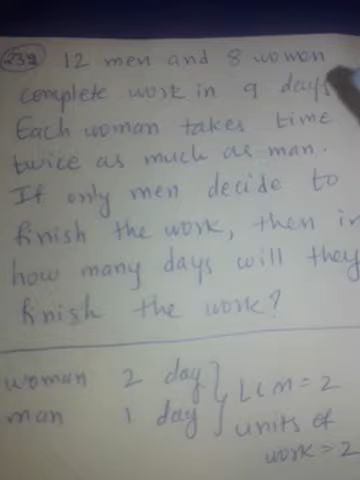 239 12 men and 8 women
complete work in 9 days
Each woman takes time
twice as much as man.
If only men decide to
finish the work, then in
how many days will they
finish the work?
woman 2 day } LCM = 2
man 1 day } units of
work = 2